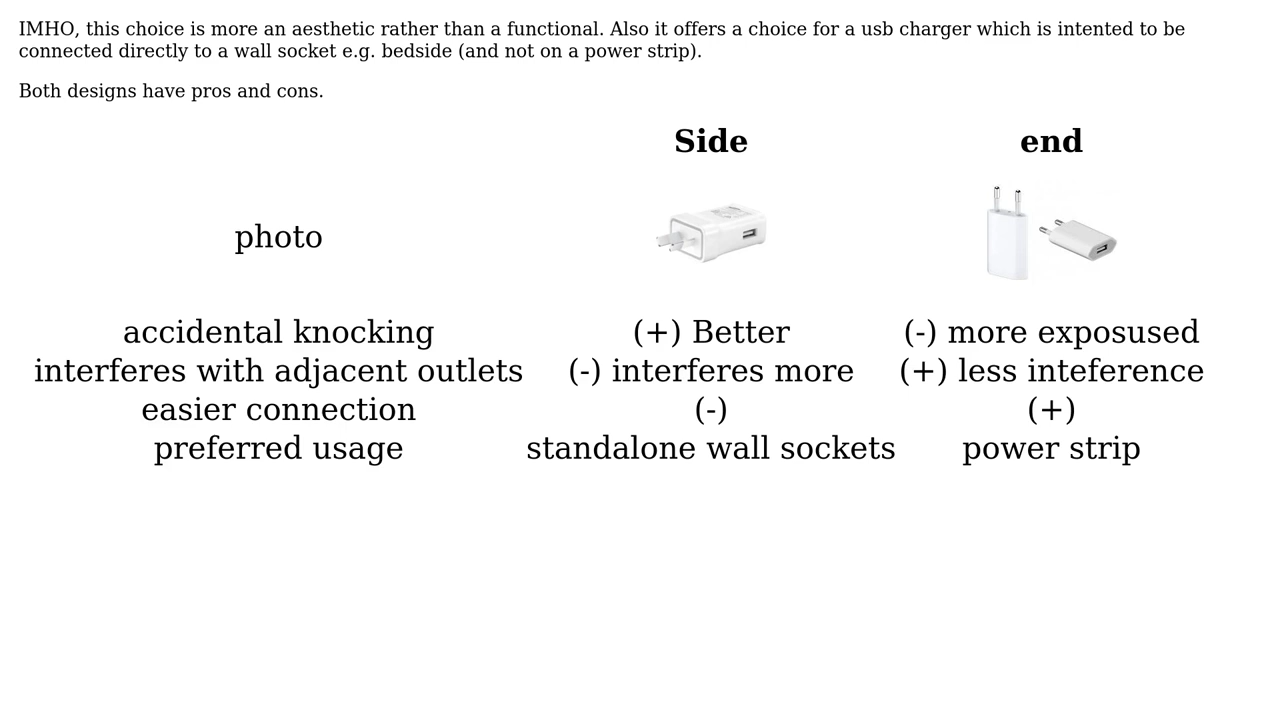 IMHO, this choice is more an aesthetic rather than a functional. Also it offers a choice for a usb charger which is intented to be
connected directly to a wall socket e.g. bedside (and not on a power strip).
Both designs have pros and cons.
Side end
photo
accidental knocking (+) Better (-) more exposused
interferes with adjacent outlets (-) interferes more (+) less inteference
easier connection (-) (+)
preferred usage standalone wall sockets power strip